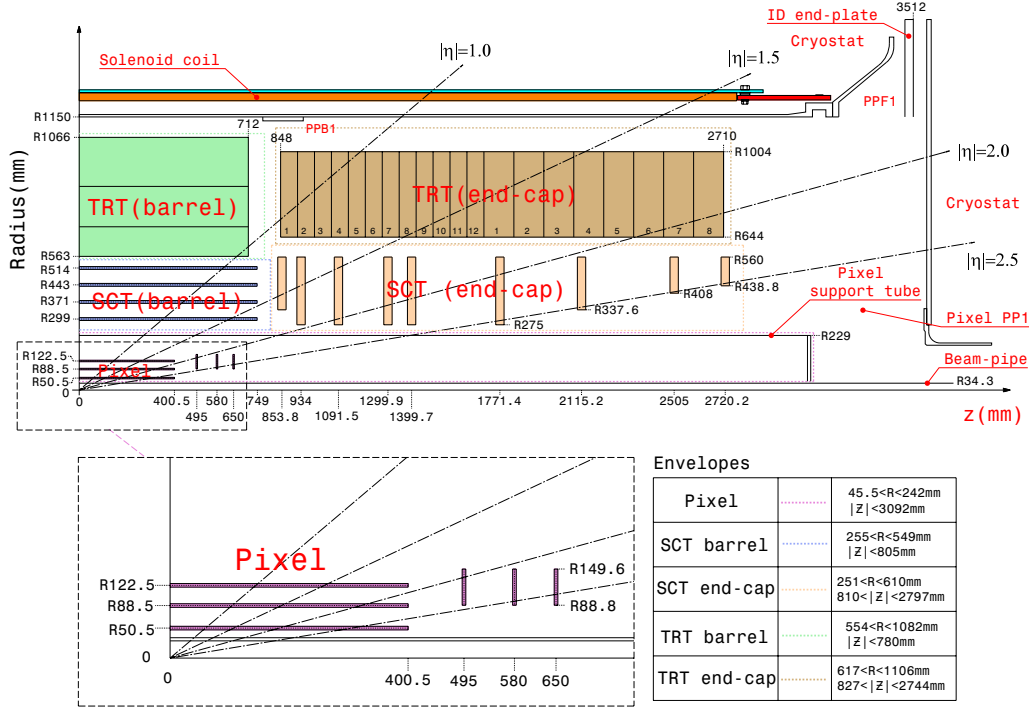 3512
ID end-plate
Cryostat
|η|=1.0
|η|=1.5
Solenoid coil
PPF1
R1150
712
PPB1
R1066
848
2710
R1004
|η|=2.0
Radius(mm)
TRT(barrel)
TRT(end-cap)
Cryostat
1 2 3 4 5 6 7 8 9 10 11 12 1 2 3 4 5 6 7 8
R644
R563
R514
R560
|η|=2.5
R443
Pixel
support tube
R438.8
R371
SCT(barrel)
SCT (end-cap)
R408
R337.6
R299
R275
Pixel PP1
R229
R122.5
R88.5
Pixel
Beam-pipe
R50.5
R34.3
0
0
400.5 580 749 934 1299.9 1771.4 2115.2 2505 2720.2
495 650 853.8 1091.5 1399.7
z(mm)
Envelopes
Pixel
45.5<R<242mm
|Z|<3092mm
SCT barrel
255<R<549mm
|Z|<805mm
SCT end-cap
251<R<610mm
810<|Z|<2797mm
TRT barrel
554<R<1082mm
|Z|<780mm
TRT end-cap
617<R<1106mm
827<|Z|<2744mm
Pixel
R149.6
R122.5
R88.5
R88.8
R50.5
0
0
400.5 495 580 650